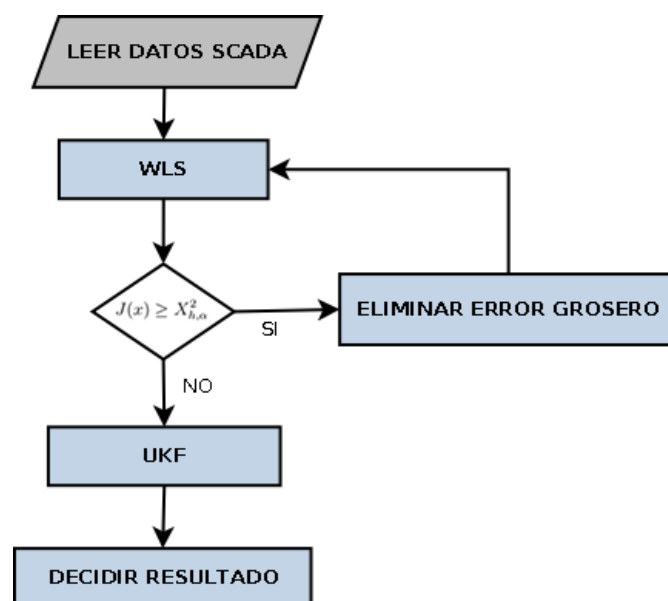 LEER DATOS SCADA
WLS
J(x) ≥ X²ₕ,α
SI
ELIMINAR ERROR GROSERO
NO
UKF
DECIDIR RESULTADO